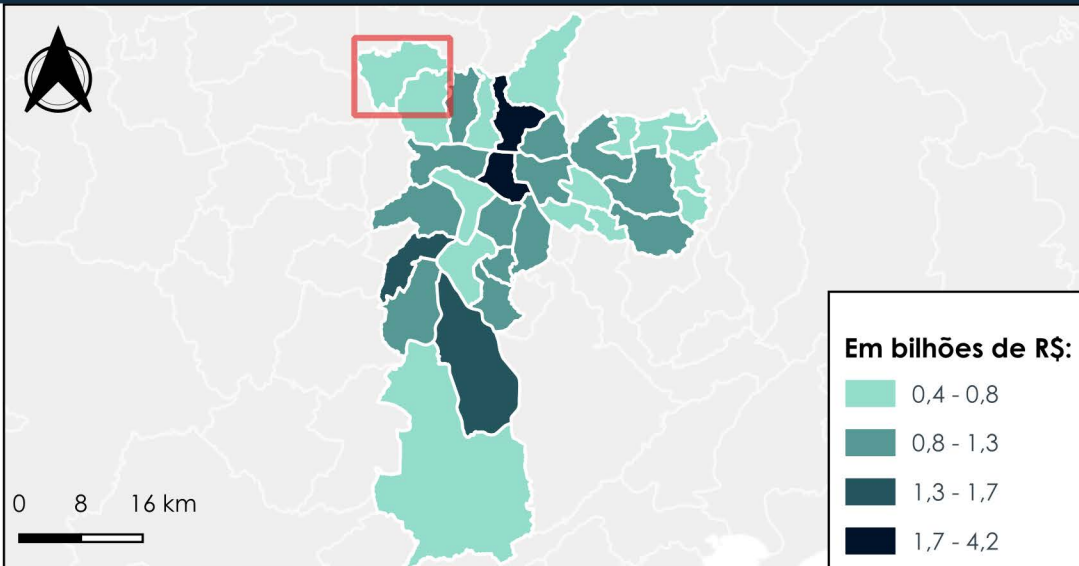 Em bilhões de R$:
0,4 - 0,8
0,8 - 1,3
1,3 - 1,7
1,7 - 4,2
0 8 16 km